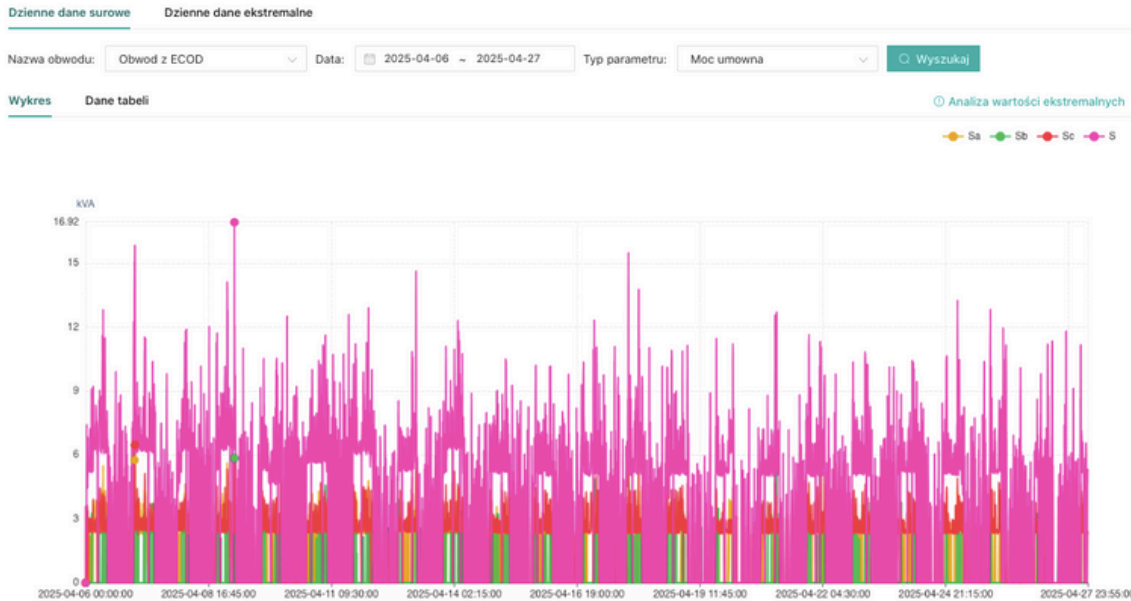 Dzienne dane surowe Dzienne dane ekstremalne
Nazwa obwodu: Obwod z ECOD Data: 2025-04-06 ~ 2025-04-27 Typ parametru: Moc umowna Wyszukaj
Wykres Dane tabeli Analiza wartości ekstremalnych
Sa Sb Sc S
kVA
16.92
15
12
9
6
3
0
2025-04-06 00:00:00 2025-04-08 16:45:00 2025-04-11 09:30:00 2025-04-14 02:15:00 2025-04-16 19:00:00 2025-04-19 11:45:00 2025-04-22 04:30:00 2025-04-24 21:15:00 2025-04-27 23:55:00